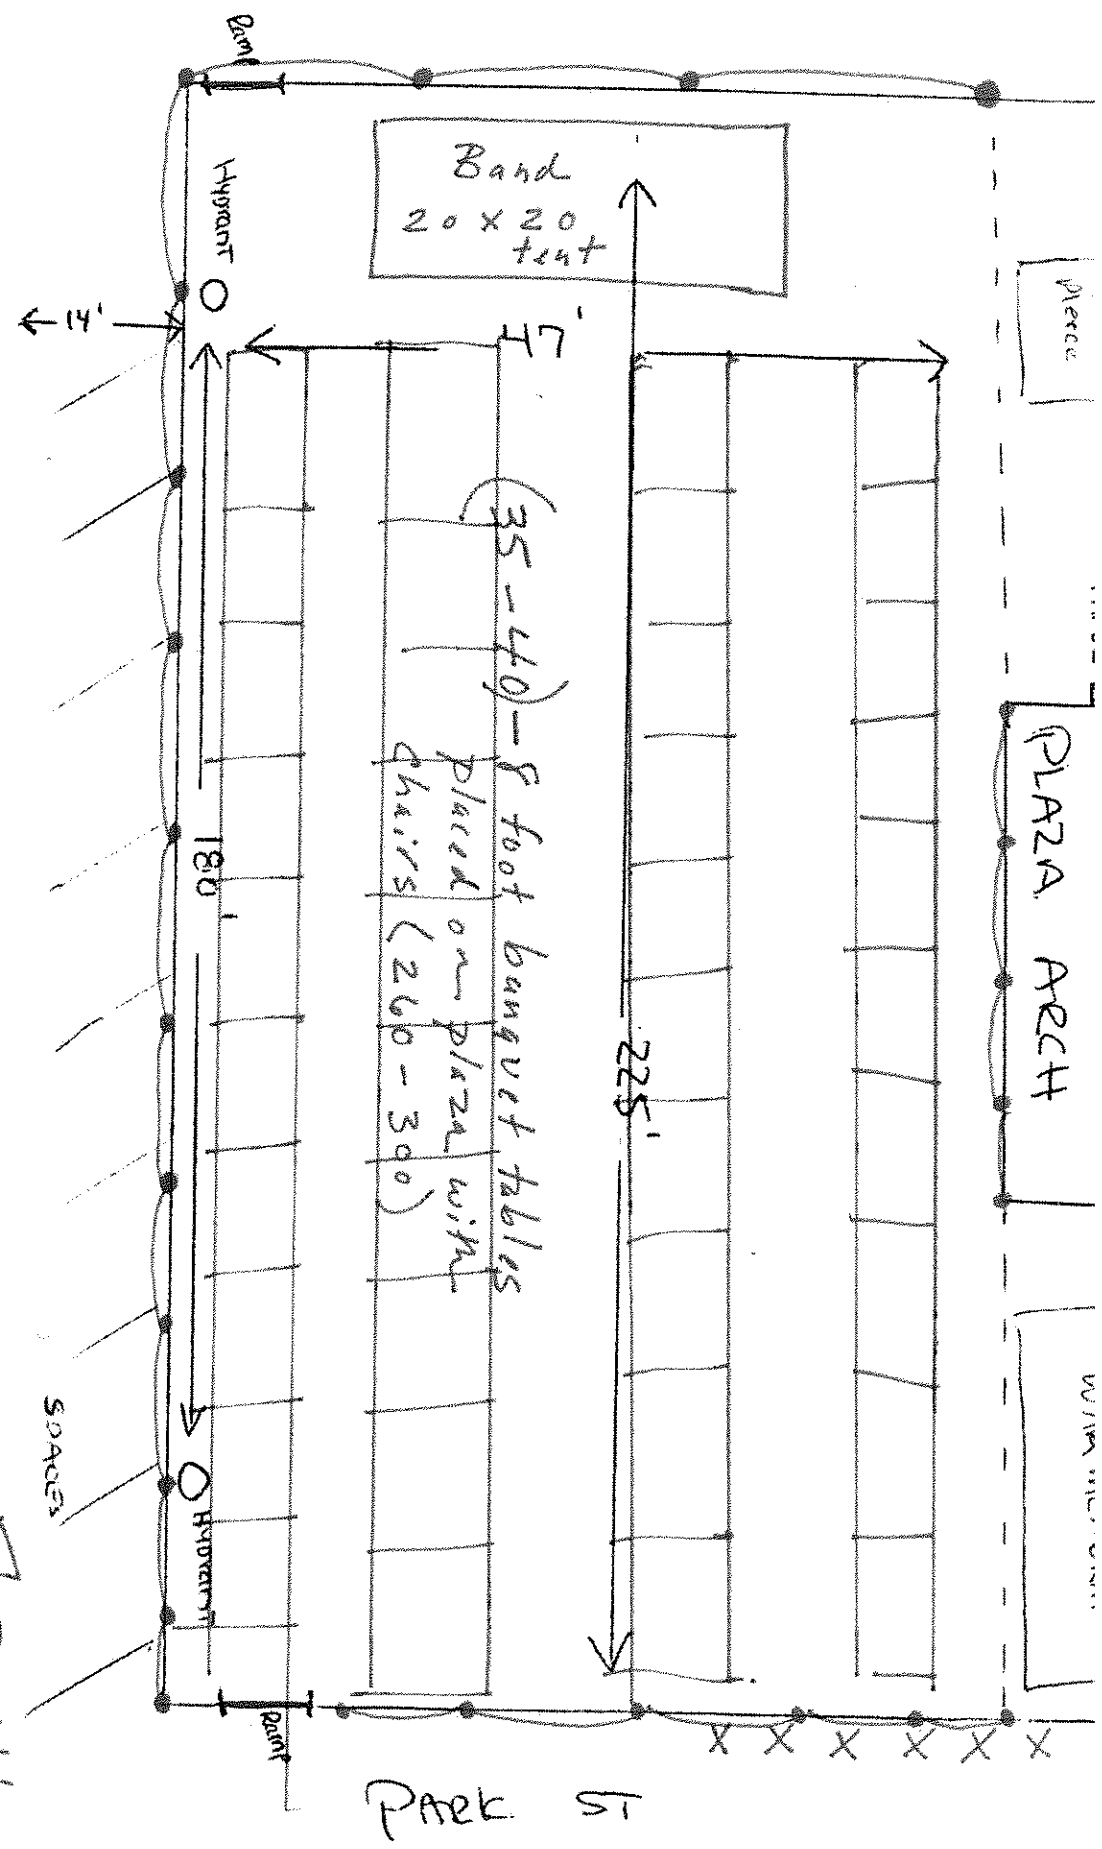 Ramp
Band
20 x 20
tent
Hydrant
Pierce
14'
47'
(35-40)-8 foot banquet tables
placed on plaza with
chairs (260-300)
PLAZA ARCH
180'
225'
SPACES
Hydrant
Ramp
X X X X X X
PARK ST